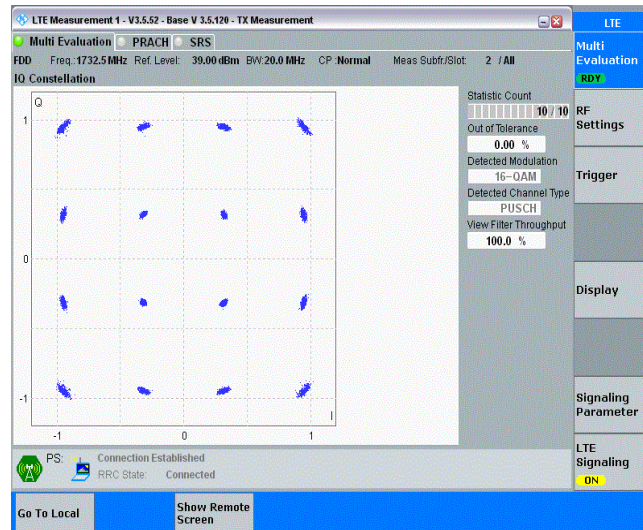 LTE Measurement 1 - V3.5.52 - Base V 3.5.120 - TX Measurement
LTE
Multi Evaluation PRACH SRS
FDD Freq.:1732.5 MHz Ref. Level: 39.00 dBm BW:20.0 MHz CP :Normal Meas Subfr./Slot: 2 / All
IQ Constellation
Q
1
0
-1
-1 0 1
I
Statistic Count
10 / 10
Out of Tolerance
0.00 %
Detected Modulation
16-QAM
Detected Channel Type
PUSCH
View Filter Throughput
100.0 %
Multi
Evaluation
RDY
RF
Settings
Trigger
Display
Signaling
Parameter
LTE
Signaling
ON
PS: Connection Established
RRC State: Connected
Go To Local
Show Remote
Screen